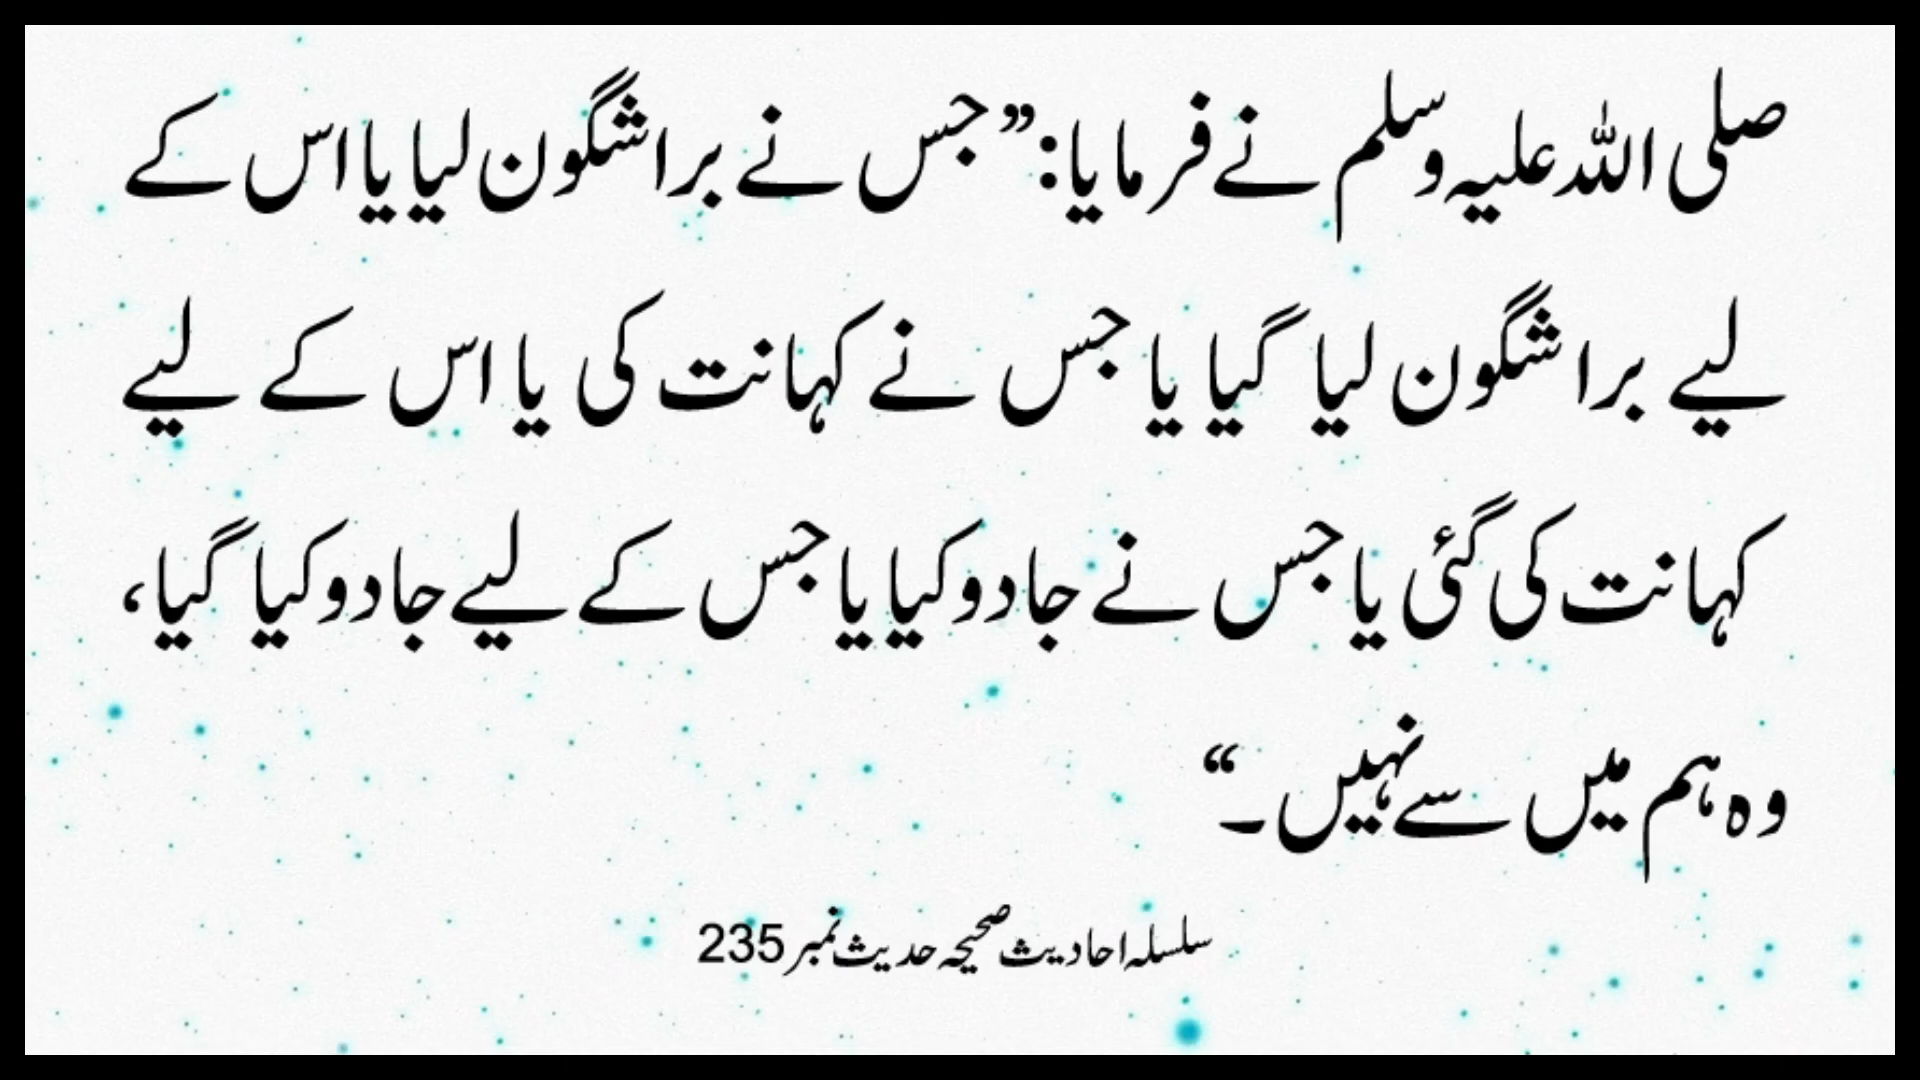 صلی اللہ علیہ وسلم نے فرمایا: ”جس نے برا شگون لیا یا اس کے
لیے برا شگون لیا گیا یا جس نے کہانت کی یا اس کے لیے
کہانت کی گئی یا جس نے جادو کیا یا جس کے لیے جادو کیا گیا،
وہ ہم میں سے نہیں۔“
سلسلہ احادیث صحیحہ حدیث نمبر 235